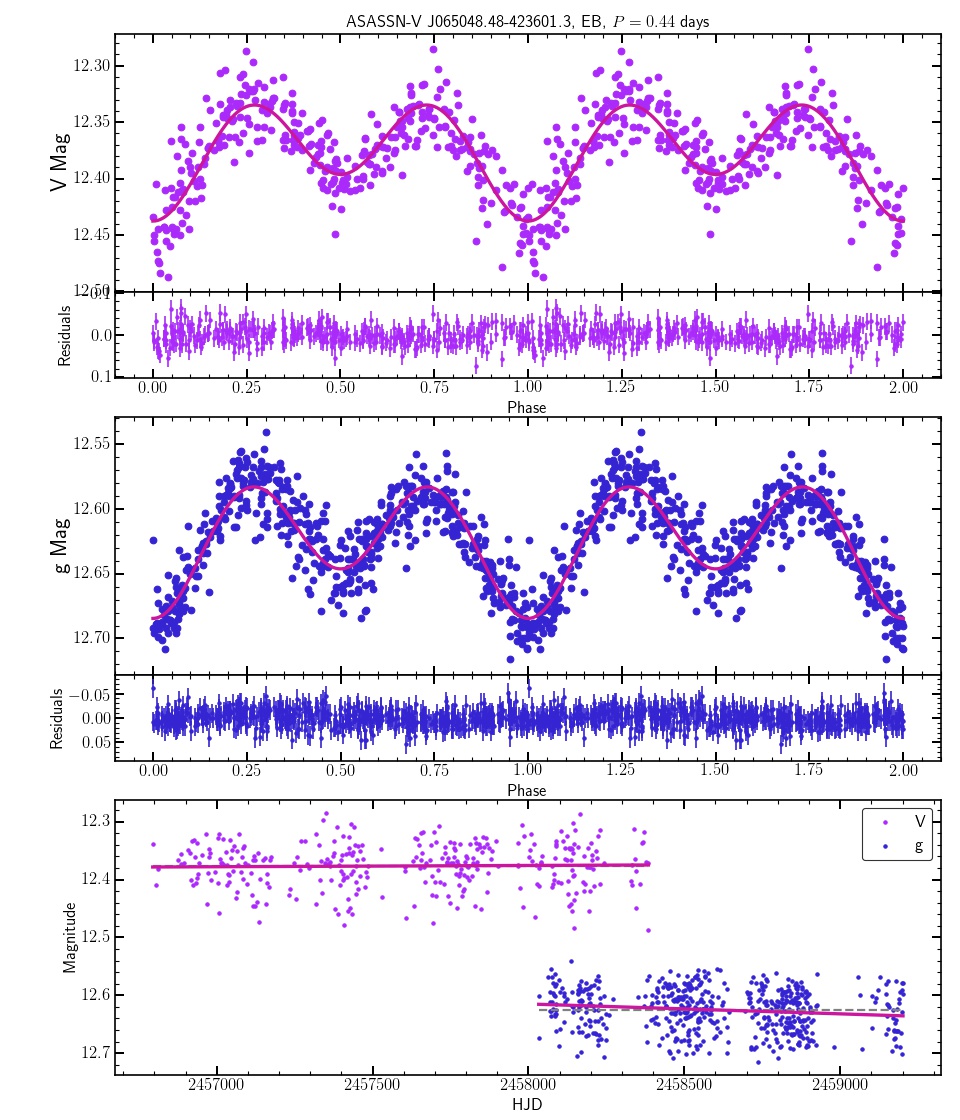 ASASSN-V J065048.48-423601.3, EB, P = 0.44 days
12.30
12.35
12.40
12.45
12.50
V Mag
−0.1
0.0
0.1
Residuals
0.00 0.25 0.50 0.75 1.00 1.25 1.50 1.75 2.00
Phase
12.55
12.60
12.65
12.70
g Mag
−0.05
0.00
0.05
Residuals
0.00 0.25 0.50 0.75 1.00 1.25 1.50 1.75 2.00
Phase
V
g
12.3
12.4
12.5
12.6
12.7
Magnitude
2457000 2457500 2458000 2458500 2459000
HJD